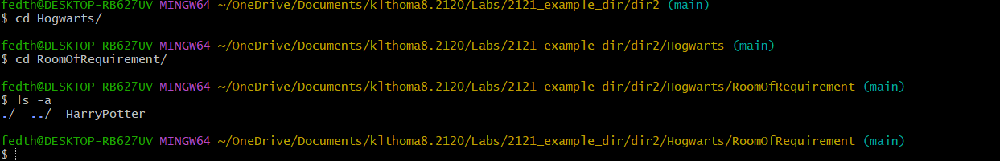 fedth@DESKTOP-RB627UV MINGW64 ~/OneDrive/Documents/klthoma8.2120/Labs/2121_example_dir/dir2 (main)
$ cd Hogwarts/
fedth@DESKTOP-RB627UV MINGW64 ~/OneDrive/Documents/klthoma8.2120/Labs/2121_example_dir/dir2/Hogwarts (main)
$ cd RoomOfRequirement/
fedth@DESKTOP-RB627UV MINGW64 ~/OneDrive/Documents/klthoma8.2120/Labs/2121_example_dir/dir2/Hogwarts/RoomOfRequirement (main)
$ ls -a
./  ../  HarryPotter
fedth@DESKTOP-RB627UV MINGW64 ~/OneDrive/Documents/klthoma8.2120/Labs/2121_example_dir/dir2/Hogwarts/RoomOfRequirement (main)
$